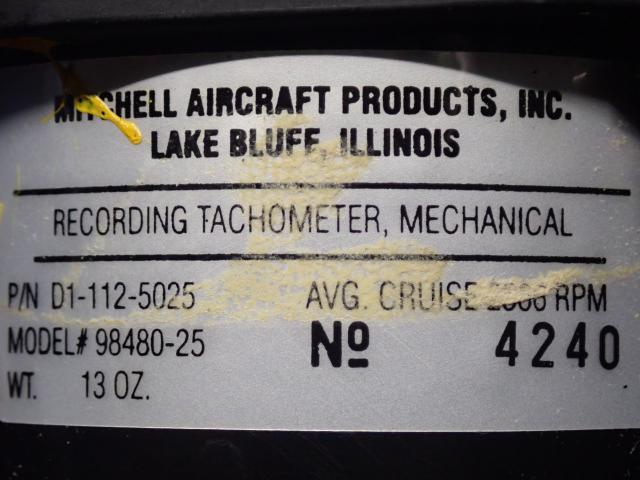 MITCHELL AIRCRAFT PRODUCTS, INC.
LAKE BLUFF, ILLINOIS
RECORDING TACHOMETER, MECHANICAL
P/N D1-112-5025 AVG. CRUISE RPM
MODEL# 98480-25 Nº 4240
WT. 13 OZ.